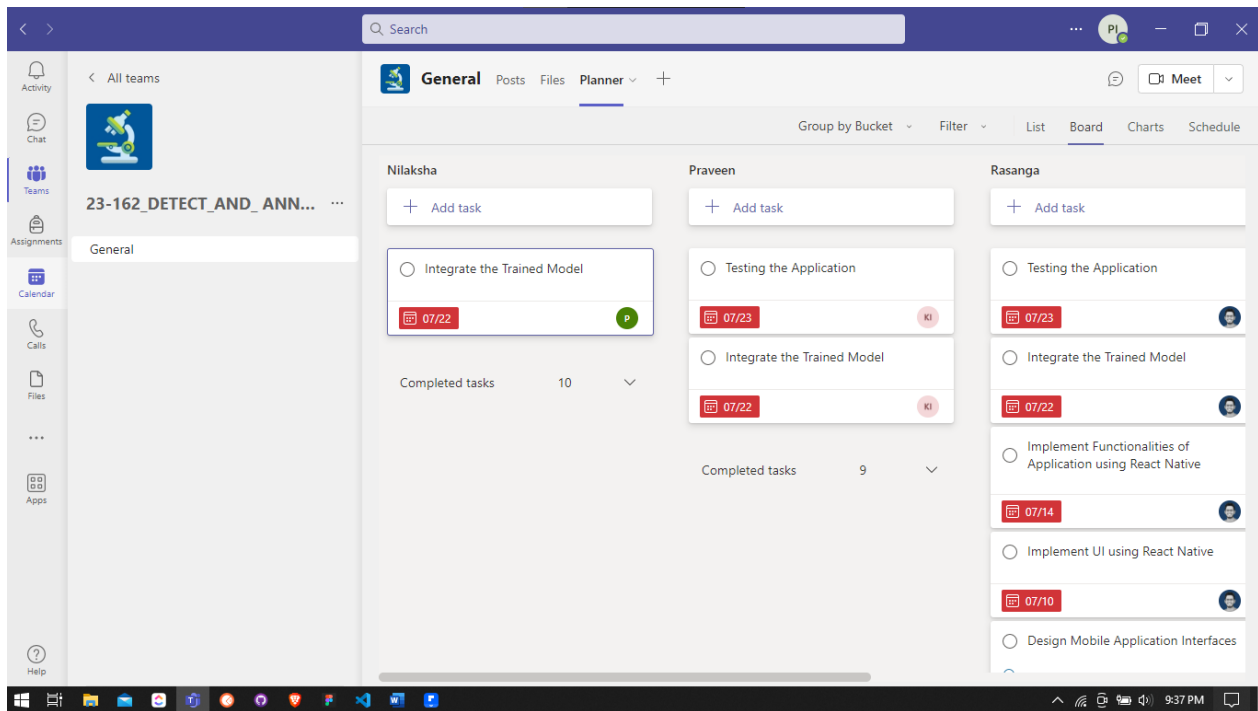 Search
PI
Activity
Chat
Teams
Assignments
Calendar
Calls
Files
Apps
Help
All teams
23-162_DETECT_AND_ ANN...
General
General Posts Files Planner
Meet
Group by Bucket Filter List Board Charts Schedule
Nilaksha
Add task
Integrate the Trained Model
07/22
P
Completed tasks 10
Praveen
Add task
Testing the Application
07/23
KI
Integrate the Trained Model
07/22
KI
Completed tasks 9
Rasanga
Add task
Testing the Application
07/23
Integrate the Trained Model
07/22
Implement Functionalities of
Application using React Native
07/14
Implement UI using React Native
07/10
Design Mobile Application Interfaces
9:37 PM